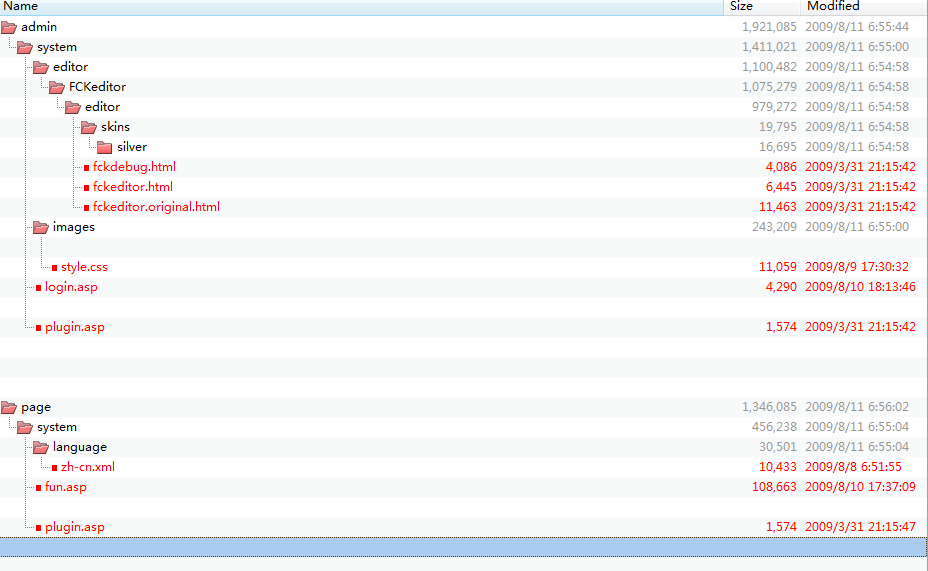 Name Size Modified
admin 1,921,085 2009/8/11 6:55:44
system 1,411,021 2009/8/11 6:55:00
editor 1,100,482 2009/8/11 6:54:58
FCKeditor 1,075,279 2009/8/11 6:54:58
editor 979,272 2009/8/11 6:54:58
skins 19,795 2009/8/11 6:54:58
silver 16,695 2009/8/11 6:54:58
fckdebug.html 4,086 2009/3/31 21:15:42
fckeditor.html 6,445 2009/3/31 21:15:42
fckeditor.original.html 11,463 2009/3/31 21:15:42
images 243,209 2009/8/11 6:55:00
style.css 11,059 2009/8/9 17:30:32
login.asp 4,290 2009/8/10 18:13:46
plugin.asp 1,574 2009/3/31 21:15:42
page 1,346,085 2009/8/11 6:56:02
system 456,238 2009/8/11 6:55:04
language 30,501 2009/8/11 6:55:04
zh-cn.xml 10,433 2009/8/8 6:51:55
fun.asp 108,663 2009/8/10 17:37:09
plugin.asp 1,574 2009/3/31 21:15:47